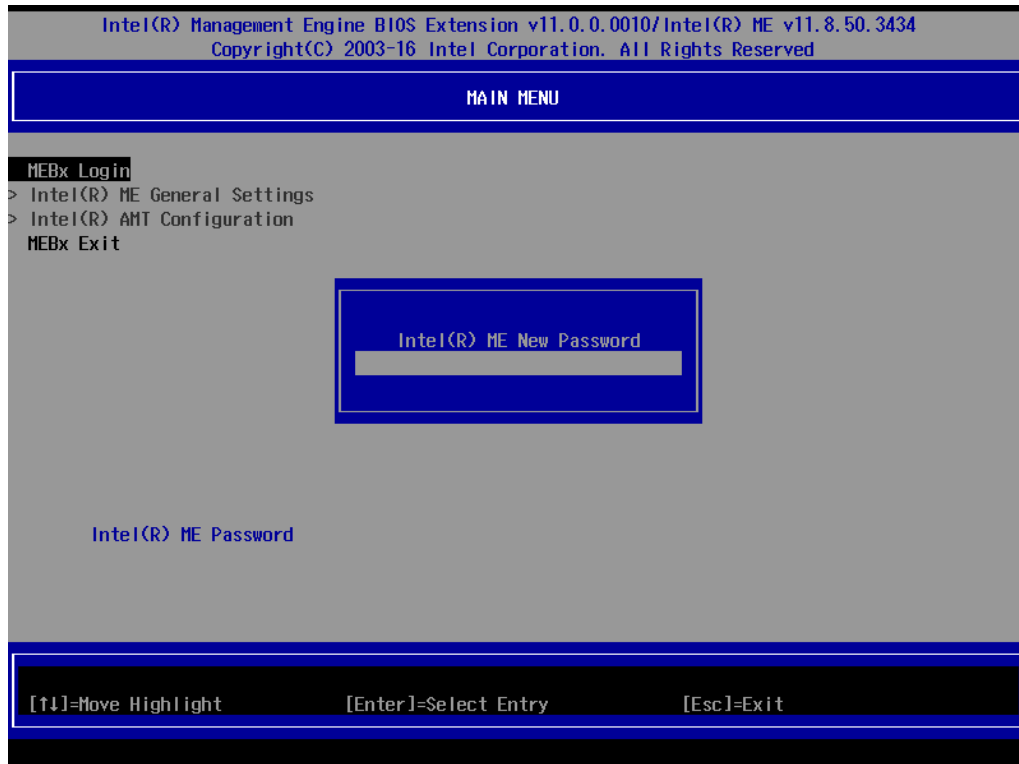 Intel(R) Management Engine BIOS Extension v11.0.0.0010/Intel(R) ME v11.8.50.3434
Copyright(C) 2003-16 Intel Corporation. All Rights Reserved
MAIN MENU
MEBx Login
> Intel(R) ME General Settings
> Intel(R) AMT Configuration
MEBx Exit
Intel(R) ME New Password
Intel(R) ME Password
[↑↓]=Move Highlight [Enter]=Select Entry [Esc]=Exit